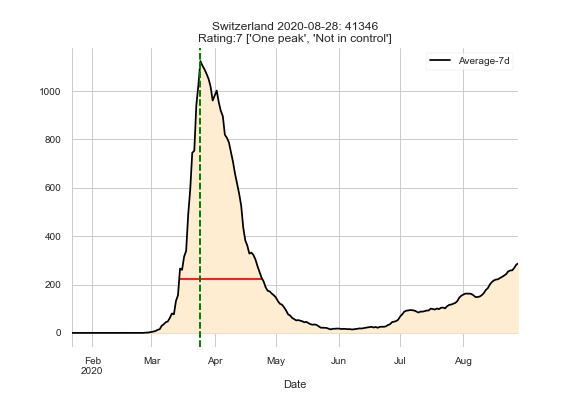 Switzerland 2020-08-28: 41346
Rating:7 ['One peak', 'Not in control']
Average-7d
1000
800
600
400
200
0
Feb Mar Apr May Jun Jul Aug
2020
Date